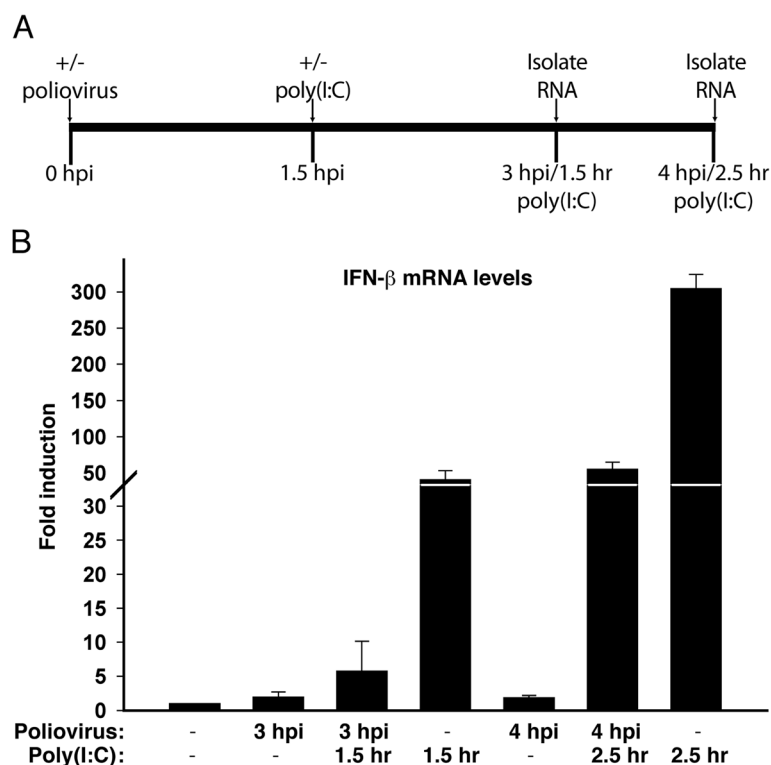 A
+/- poliovirus
+/- poly(I:C)
Isolate RNA
Isolate RNA
0 hpi
1.5 hpi
3 hpi/1.5 hr poly(I:C)
4 hpi/2.5 hr poly(I:C)
B
IFN-β mRNA levels
Fold induction
300
250
200
150
100
50
30
25
20
15
10
5
0
Poliovirus: - 3 hpi 3 hpi - 4 hpi 4 hpi -
Poly(I:C): - - 1.5 hr 1.5 hr - 2.5 hr 2.5 hr